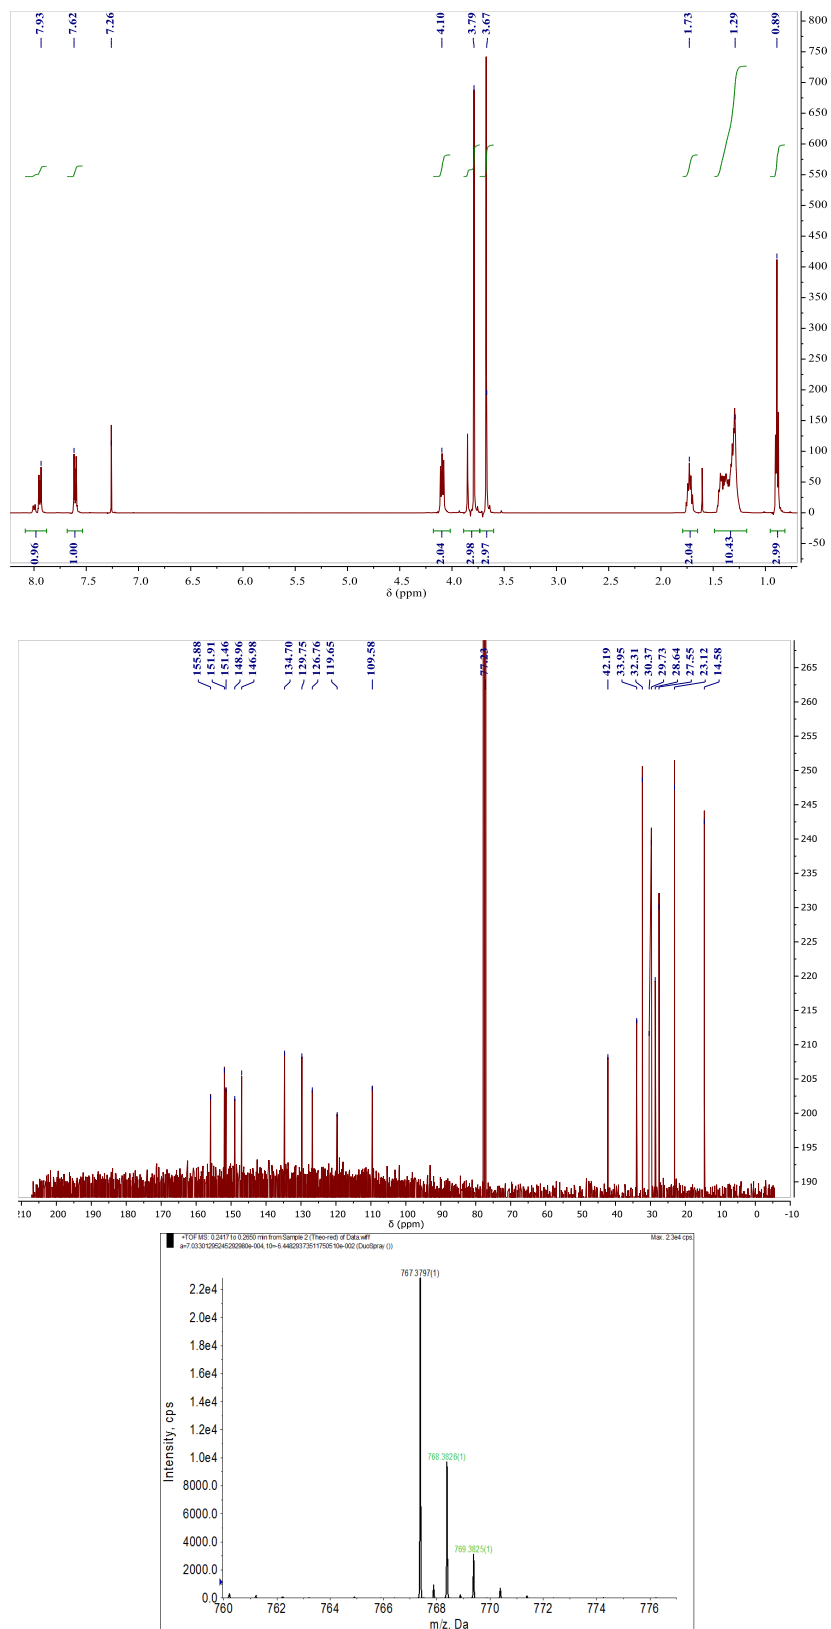 7.93 7.62 7.26 4.10 3.79 3.67 1.73 1.29 0.89
800
750
700
650
600
550
500
450
400
350
300
250
200
150
100
50
0
-50
0.96 1.00 2.04 2.98 2.97 2.04 10.43 2.99
8.0 7.5 7.0 6.5 6.0 5.5 5.0 4.5 4.0 3.5 3.0 2.5 2.0 1.5 1.0
δ (ppm)
155.88 151.91 151.46 148.96 146.98 134.70 129.75 126.76 119.65 109.58 77.23 42.19 33.95 32.31 30.37 29.73 28.64 27.55 23.12 14.58
265
260
255
250
245
240
235
230
225
220
215
210
205
200
195
190
210 200 190 180 170 160 150 140 130 120 110 100 90 80 70 60 50 40 30 20 10 0 -10
δ (ppm)
+TOF MS: 0.2417 to 0.2650 min from Sample 2 (Theo-red) of Data.wiff
(DuoSpray ())
Max. 2.3e4 cps.
767.3797(1)
2.2e4
2.0e4
1.8e4
1.6e4
1.4e4
1.2e4
1.0e4
768.3826(1)
8000.0
6000.0
4000.0
769.3825(1)
2000.0
0.0
Intensity, cps
760 762 764 766 768 770 772 774 776
m/z, Da